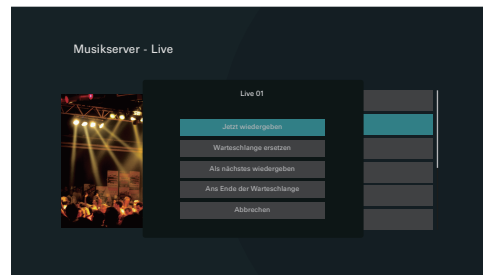 Musikserver - Live
Live 01
Jetzt wiedergeben
Warteschlange ersetzen
Als nächstes wiedergeben
Ans Ende der Warteschlange
Abbrechen